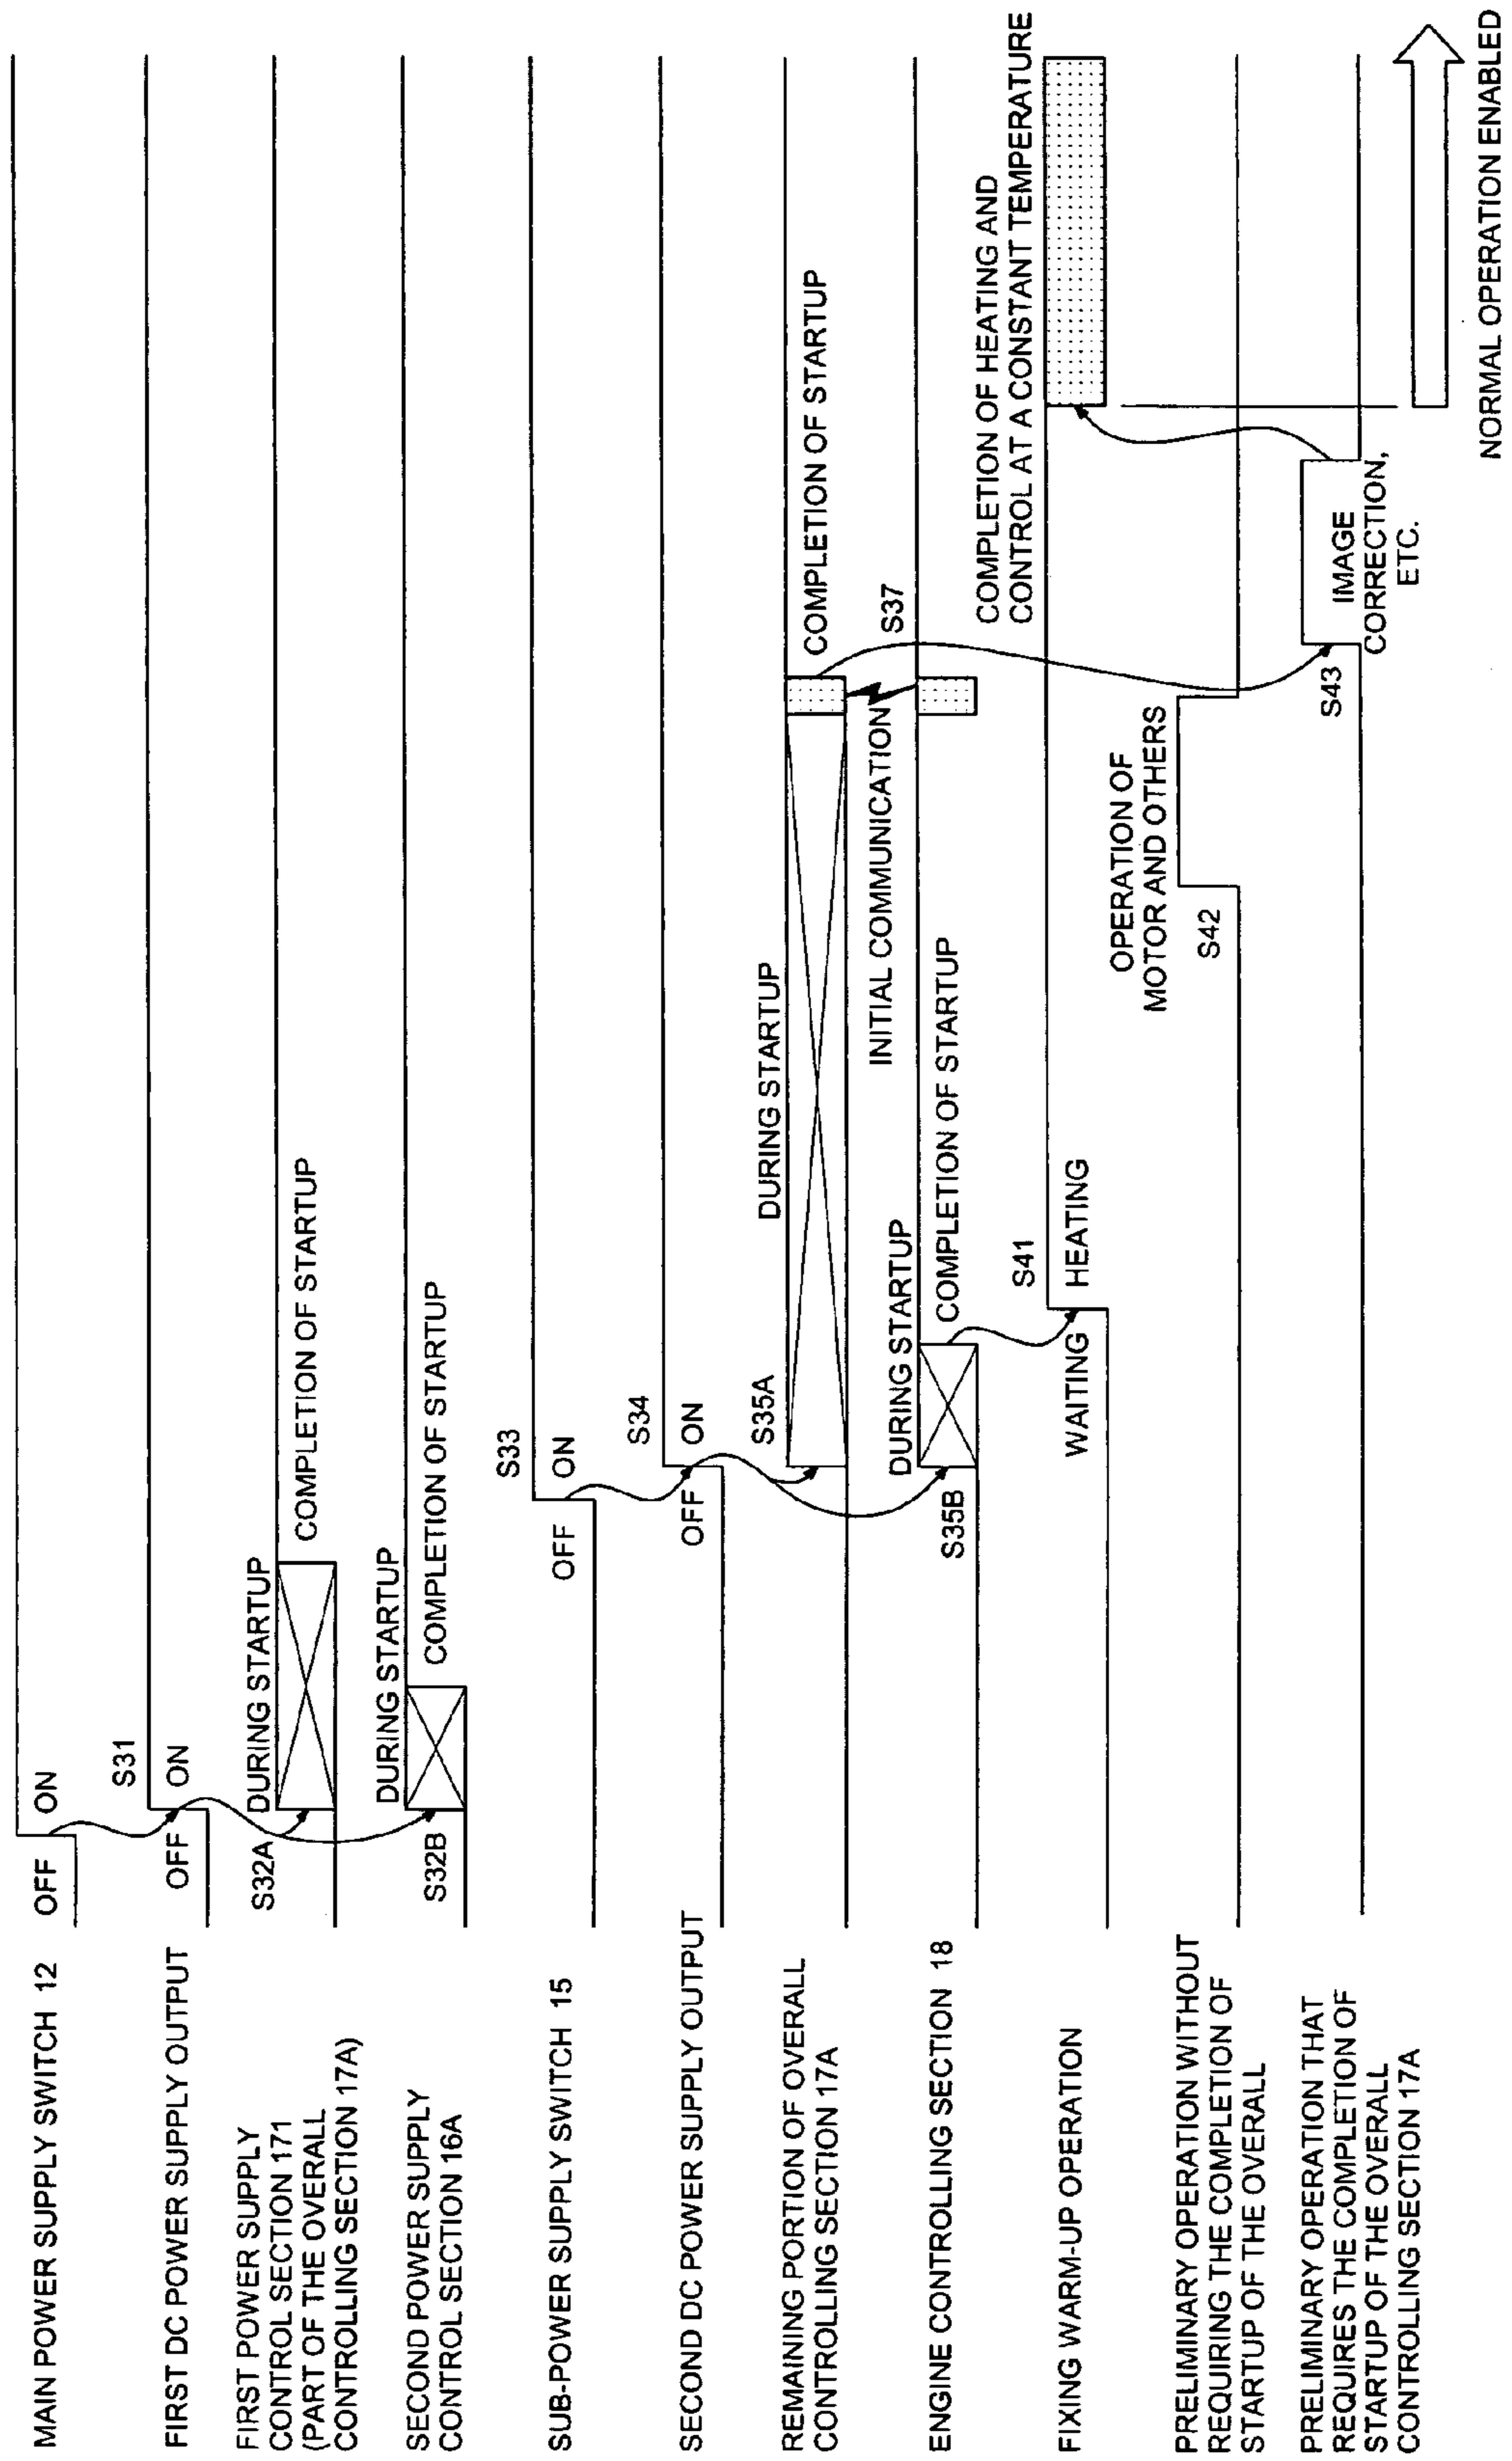 MAIN POWER SUPPLY SWITCH 12
OFF
ON
FIRST DC POWER SUPPLY OUTPUT
OFF
ON
S31
FIRST POWER SUPPLY
CONTROL SECTION 171
(PART OF THE OVERALL
CONTROLLING SECTION 17A)
S32A
DURING STARTUP
COMPLETION OF STARTUP
SECOND POWER SUPPLY
CONTROL SECTION 16A
S32B
DURING STARTUP
COMPLETION OF STARTUP
SUB-POWER SUPPLY SWITCH 15
OFF
ON
S33
SECOND DC POWER SUPPLY OUTPUT
OFF
ON
S34
REMAINING PORTION OF OVERALL
CONTROLLING SECTION 17A
S35A
DURING STARTUP
COMPLETION OF STARTUP
INITIAL COMMUNICATION
S37
ENGINE CONTROLLING SECTION 18
S35B
DURING STARTUP
COMPLETION OF STARTUP
FIXING WARM-UP OPERATION
WAITING
HEATING
S41
COMPLETION OF HEATING AND
CONTROL AT A CONSTANT TEMPERATURE
PRELIMINARY OPERATION WITHOUT
REQUIRING THE COMPLETION OF
STARTUP OF THE OVERALL
S42
OPERATION OF
MOTOR AND OTHERS
PRELIMINARY OPERATION THAT
REQUIRES THE COMPLETION OF
STARTUP OF THE OVERALL
CONTROLLING SECTION 17A
S43
IMAGE
CORRECTION,
ETC.
NORMAL OPERATION ENABLED